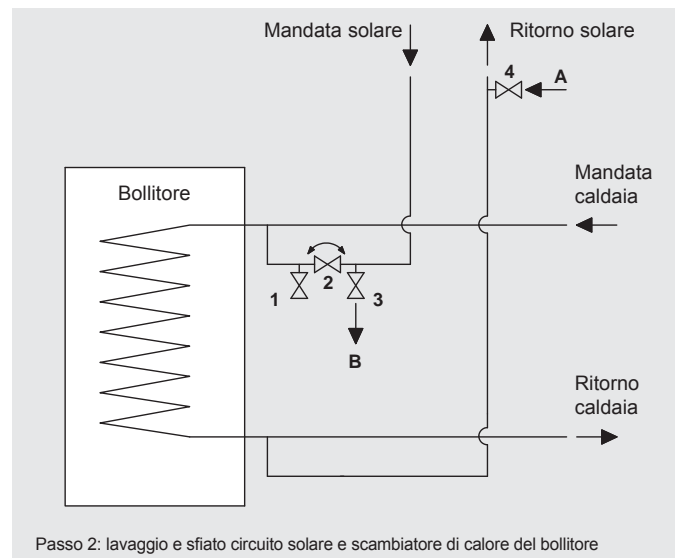 Mandata solare
Ritorno solare
4
A
Mandata
caldaia
Bollitore
2
1
3
B
Ritorno
caldaia
Passo 2: lavaggio e sfiato circuito solare e scambiatore di calore del bollitore